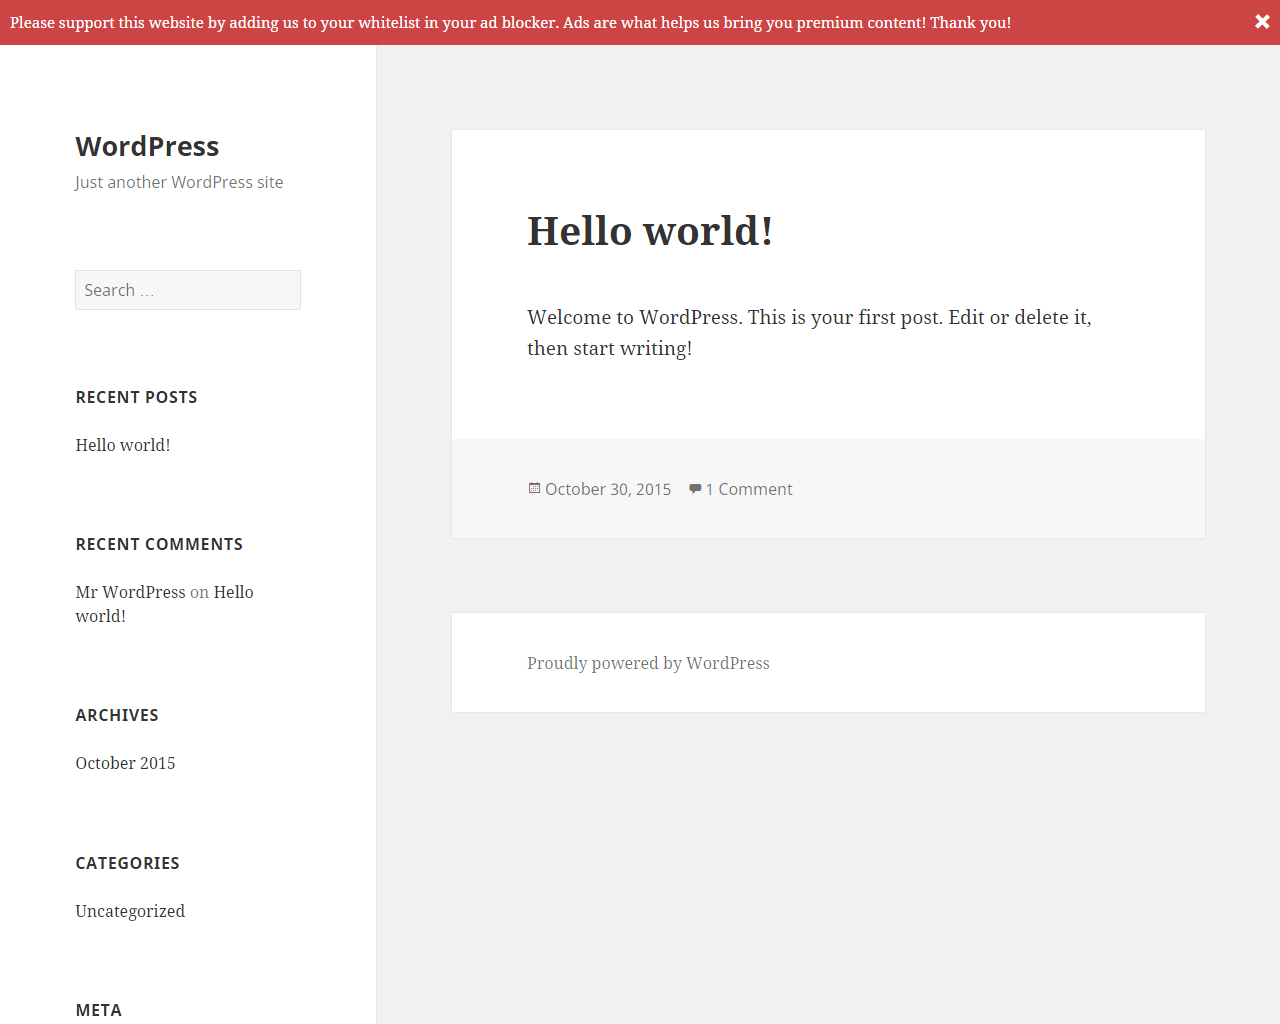 Please support this website by adding us to your whitelist in your ad blocker. Ads are what helps us bring you premium content! Thank you!
WordPress
Just another WordPress site
Search …
RECENT POSTS
Hello world!
RECENT COMMENTS
Mr WordPress on Hello
world!
ARCHIVES
October 2015
CATEGORIES
Uncategorized
META
Hello world!
Welcome to WordPress. This is your first post. Edit or delete it,
then start writing!
October 30, 2015 1 Comment
Proudly powered by WordPress